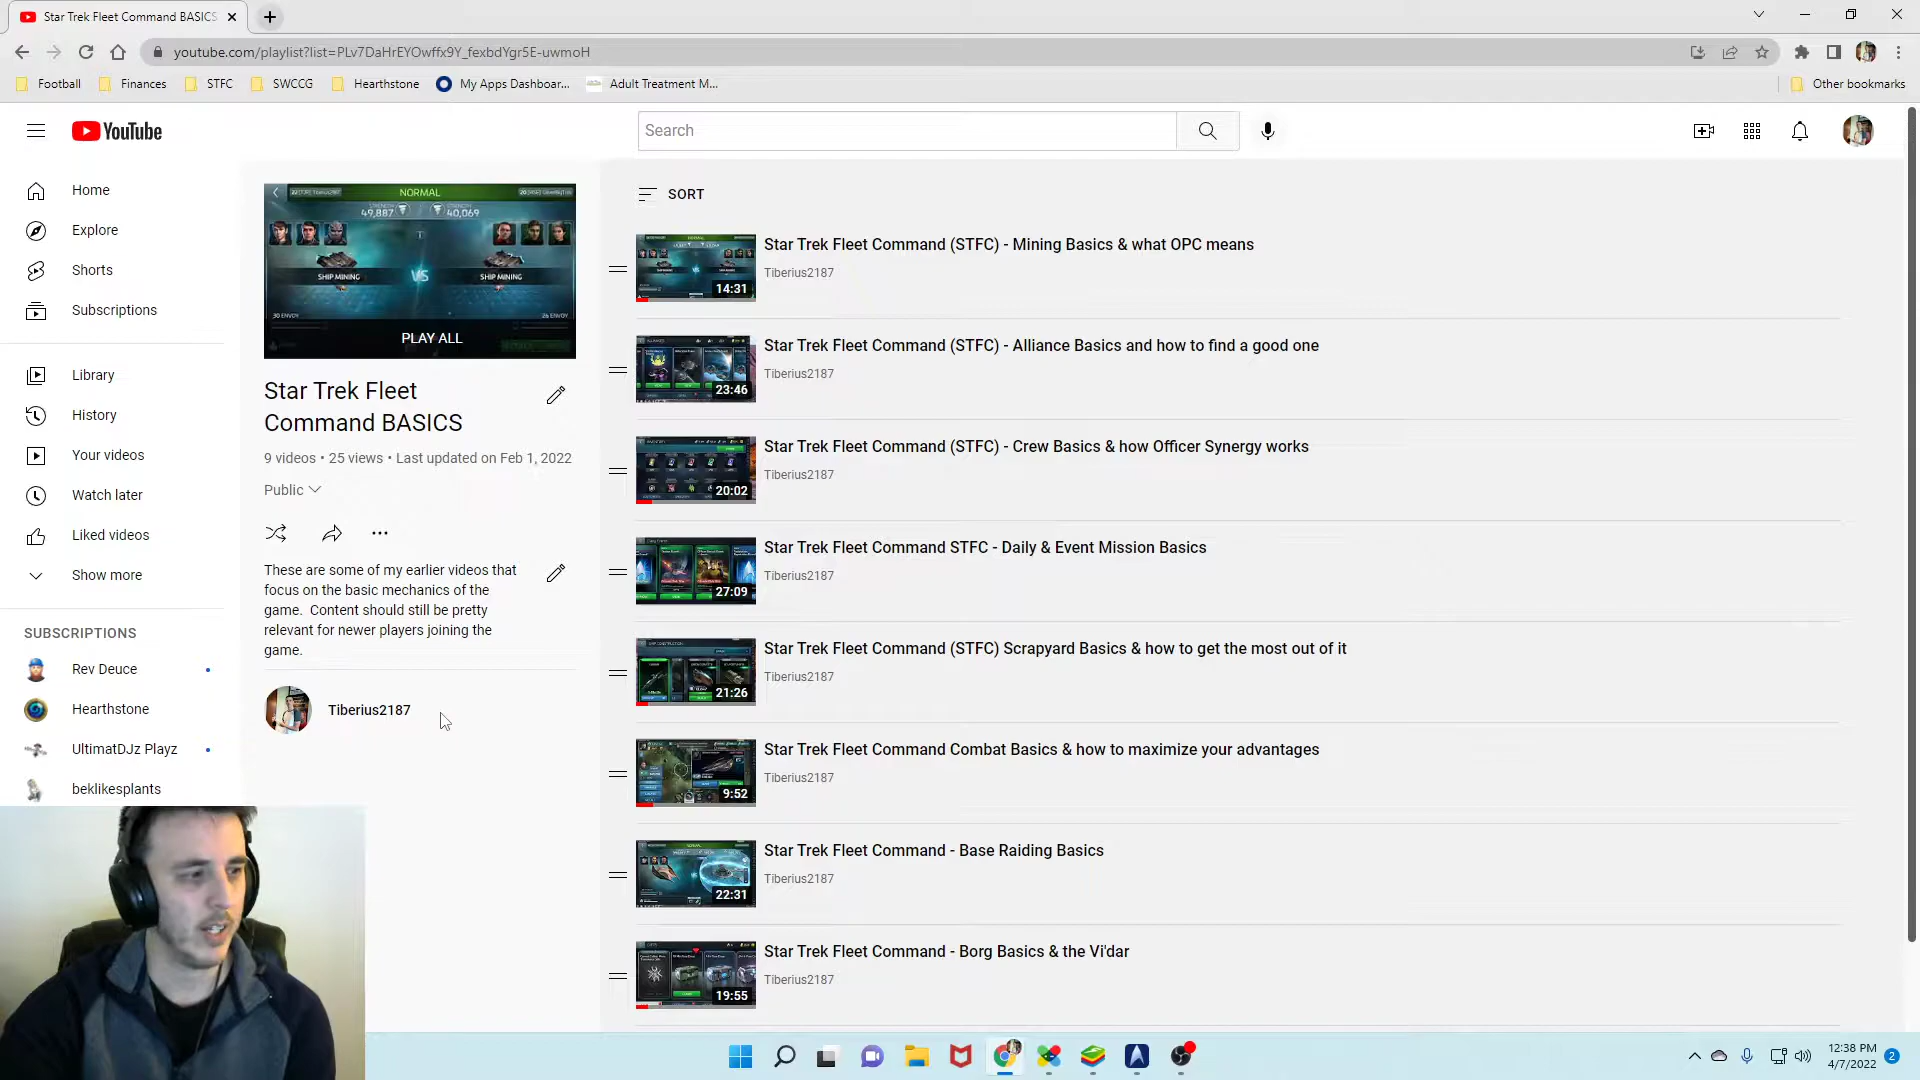 Star Trek Fleet Command BASICS
youtube.com/playlist?list=PLv7DaHrEYOwffx9Y_fexbdYgr5E-uwmoH
Football
Finances
STFC
SWCCG
Hearthstone
My Apps Dashboar...
Adult Treatment M...
Other bookmarks
YouTube
Search
Home
Explore
Shorts
Subscriptions
Library
History
Your videos
Watch later
Liked videos
Show more
SUBSCRIPTIONS
Rev Deuce
Hearthstone
UltimatDJz Playz
beklikesplants
NORMAL
49,887
40,069
SHIP MINING
VS
SHIP MINING
PLAY ALL
Star Trek Fleet
Command BASICS
9 videos • 25 views • Last updated on Feb 1, 2022
Public
These are some of my earlier videos that
focus on the basic mechanics of the
game. Content should still be pretty
relevant for newer players joining the
game.
Tiberius2187
SORT
Star Trek Fleet Command (STFC) - Mining Basics & what OPC means
Tiberius2187
14:31
Star Trek Fleet Command (STFC) - Alliance Basics and how to find a good one
Tiberius2187
23:46
Star Trek Fleet Command (STFC) - Crew Basics & how Officer Synergy works
Tiberius2187
20:02
Star Trek Fleet Command STFC - Daily & Event Mission Basics
Tiberius2187
27:09
Star Trek Fleet Command (STFC) Scrapyard Basics & how to get the most out of it
Tiberius2187
21:26
Star Trek Fleet Command Combat Basics & how to maximize your advantages
Tiberius2187
9:52
Star Trek Fleet Command - Base Raiding Basics
Tiberius2187
22:31
Star Trek Fleet Command - Borg Basics & the Vi'dar
Tiberius2187
19:55
12:38 PM
4/7/2022
2